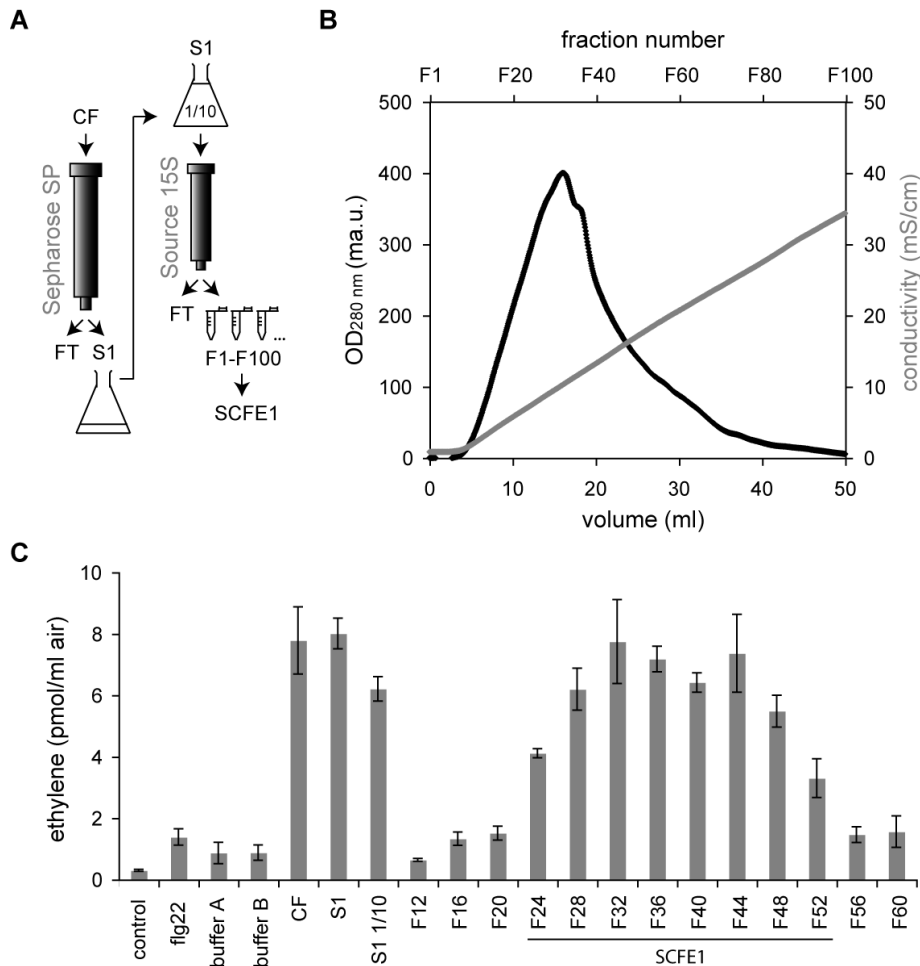 A
S1
1/10
CF
Sepharose SP
Source 15S
FT
S1
FT
...
F1-F100
SCFE1
B
fraction number
F1 F20 F40 F60 F80 F100
500 50
400 40
300 30
200 20
100 10
0 0
OD280 nm (ma.u.)
conductivity (mS/cm)
0 10 20 30 40 50
volume (ml)
C
ethylene (pmol/ml air)
10
8
6
4
2
0
control flg22 buffer A buffer B CF S1 S1 1/10 F12 F16 F20 F24 F28 F32 F36 F40 F44 F48 F52 F56 F60
SCFE1